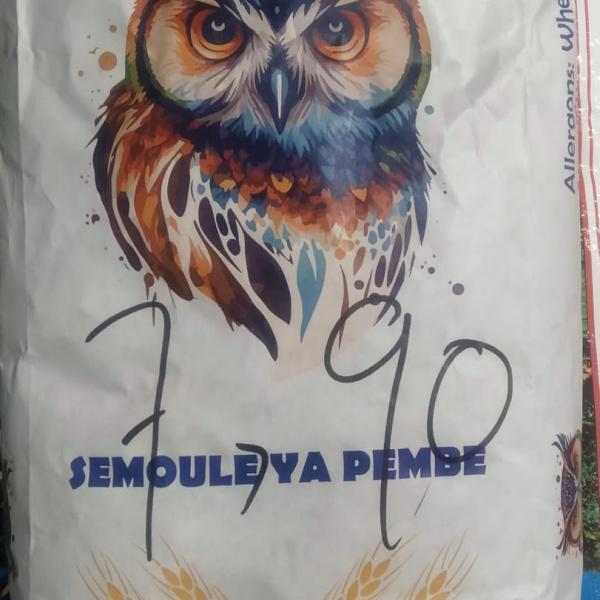 Allergens: Whe
7,90
SEMOULE YA PEMBE